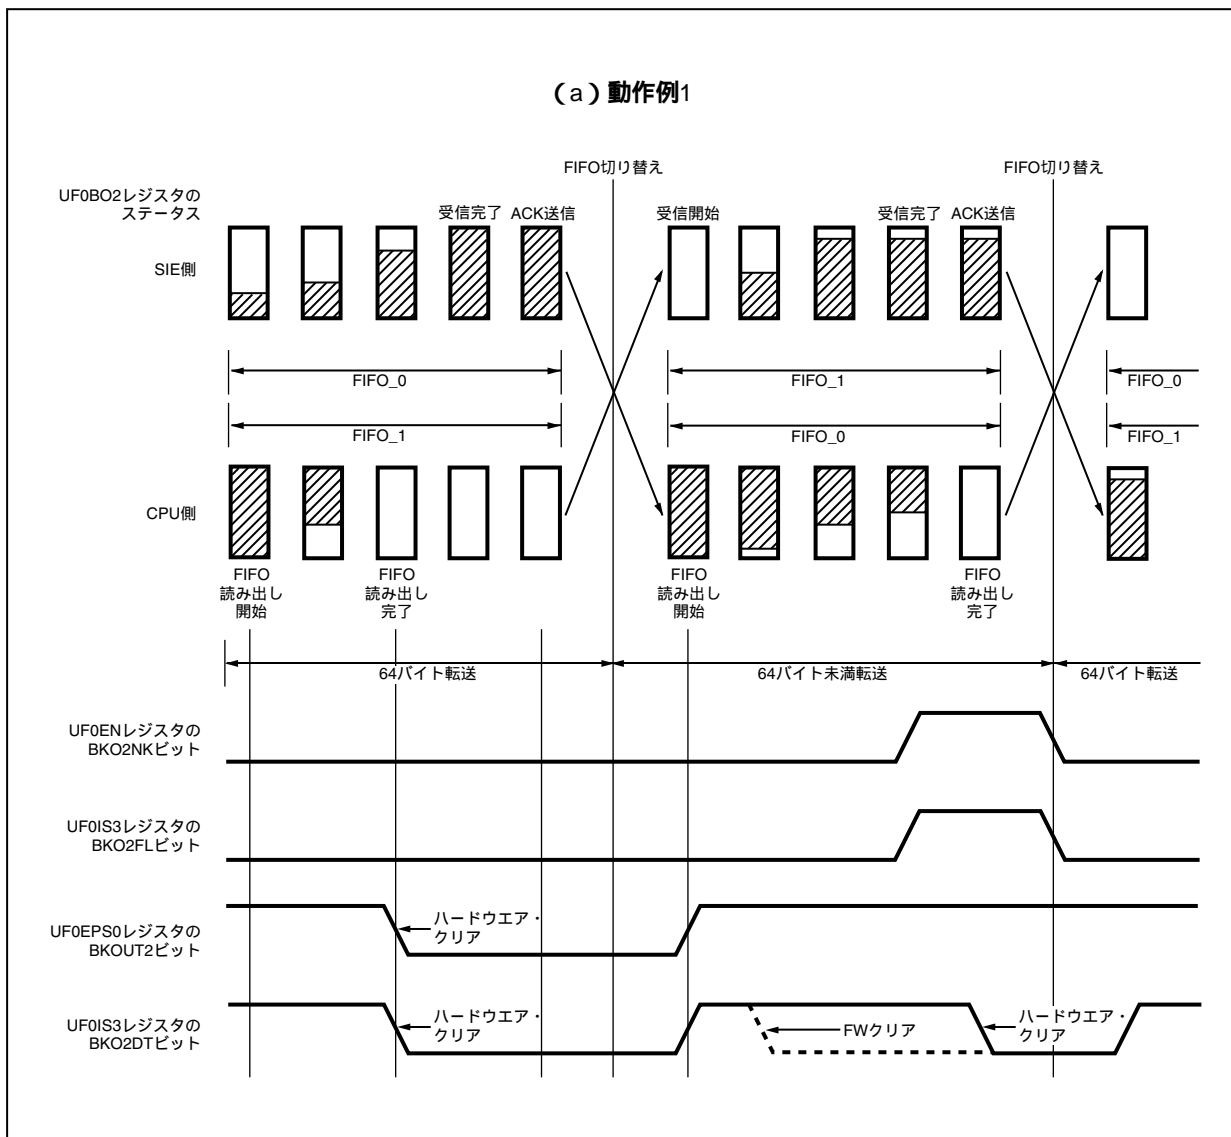 (a)動作例1
FIFO切り替え
FIFO切り替え
UF0BO2レジスタの
ステータス
受信完了
ACK送信
受信開始
受信完了
ACK送信
SIE側
FIFO_0
FIFO_1
FIFO_0
FIFO_1
FIFO_0
FIFO_1
CPU側
FIFO
読み出し
開始
FIFO
読み出し
完了
FIFO
読み出し
開始
FIFO
読み出し
完了
64バイト転送
64バイト未満転送
64バイト転送
UF0ENレジスタの
BKO2NKビット
UF0IS3レジスタの
BKO2FLビット
UF0EPS0レジスタの
BKOUT2ビット
ハードウエア・
クリア
UF0IS3レジスタの
BKO2DTビット
ハードウエア・
クリア
FWクリア
ハードウエア・
クリア